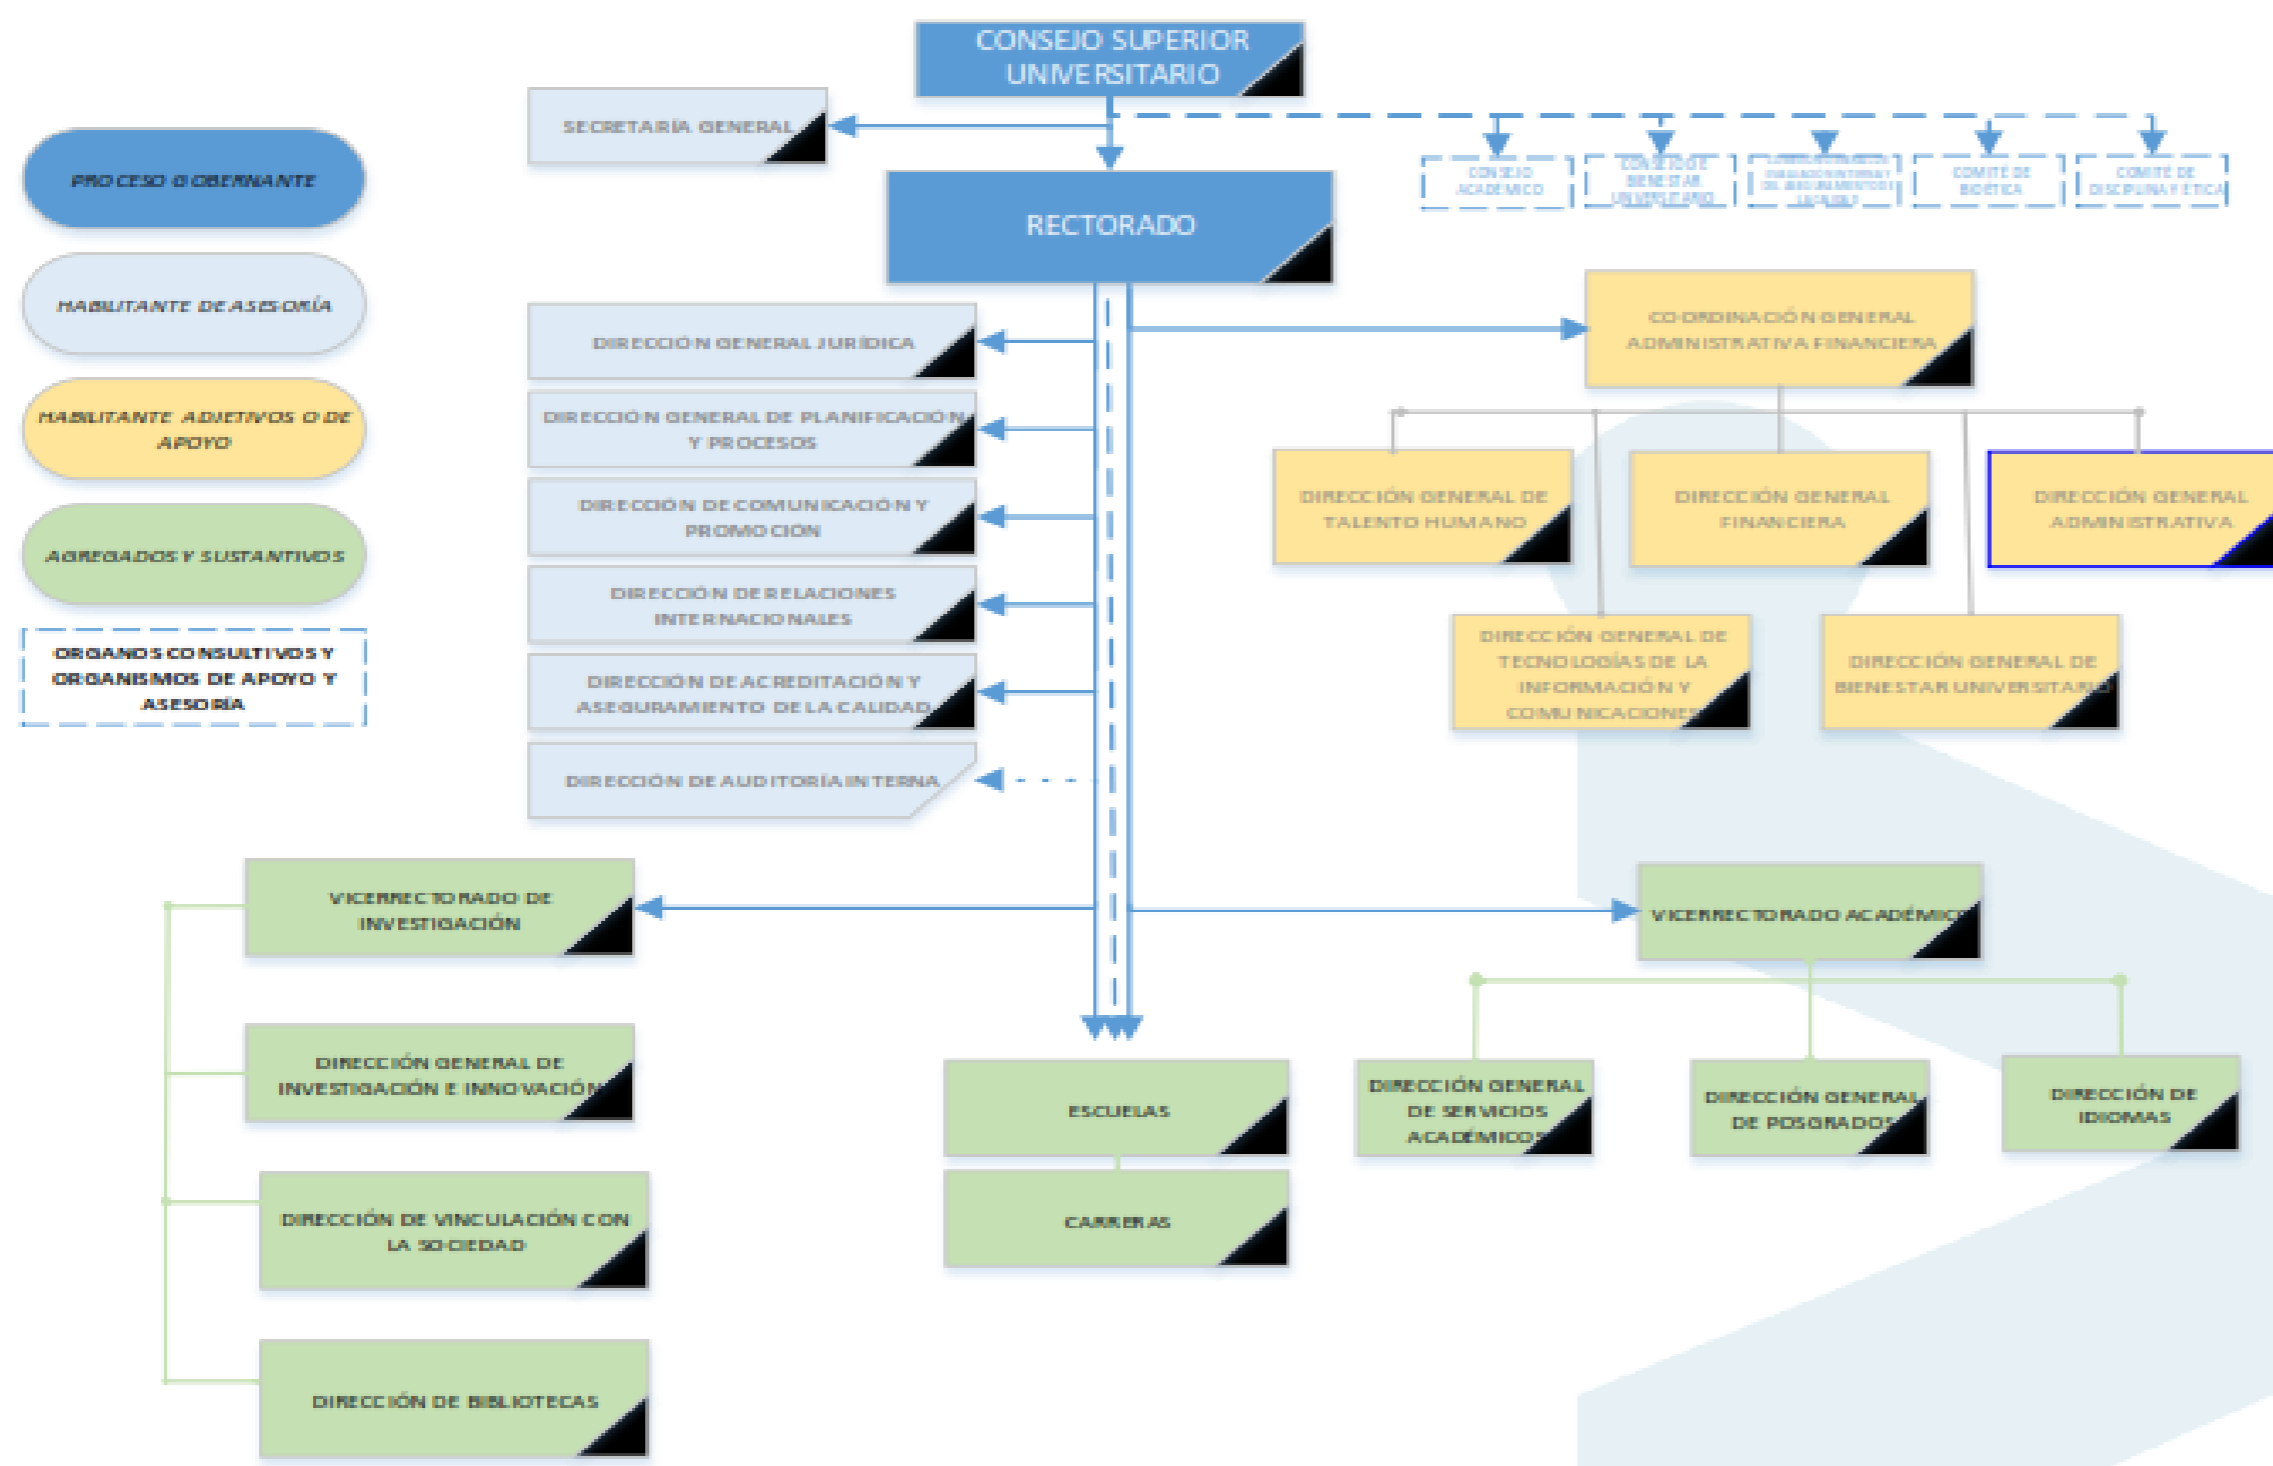 CONSEJO SUPERIOR
UNIVERSITARIO
SECRETARÍA GENERAL
RECTORADO
CONSEJO
ACADÉMICO
CONSEJO DE
BIENESTAR
UNIVERSITARIO
COMITÉ DE
BIOÉTICA
COMITÉ DE
DISCIPLINA Y ÉTICA
PROCESO GOBERNANTE
HABILITANTE DE ASESORÍA
HABILITANTE ADJETIVOS O DE
APOYO
AGREGADOS Y SUSTANTIVOS
ORGANOS CONSULTIVOS Y
ORGANISMOS DE APOYO Y
ASESORÍA
DIRECCIÓN GENERAL JURÍDICA
DIRECCIÓN GENERAL DE PLANIFICACIÓN
Y PROCESOS
DIRECCIÓN DE COMUNICACIÓN Y
PROMOCIÓN
DIRECCIÓN DE RELACIONES
INTERNACIONALES
DIRECCIÓN DE ACREDITACIÓN Y
ASEGURAMIENTO DE LA CALIDAD
DIRECCIÓN DE AUDITORÍA INTERNA
COORDINACIÓN GENERAL
ADMINISTRATIVA FINANCIERA
DIRECCIÓN GENERAL DE
TALENTO HUMANO
DIRECCIÓN GENERAL
FINANCIERA
DIRECCIÓN GENERAL
ADMINISTRATIVA
DIRECCIÓN GENERAL DE
TECNOLOGÍAS DE LA
INFORMACIÓN Y
COMUNICACIONES
DIRECCIÓN GENERAL DE
BIENESTAR UNIVERSITARIO
VICERRECTORADO DE
INVESTIGACIÓN
DIRECCIÓN GENERAL DE
INVESTIGACIÓN E INNOVACIÓN
DIRECCIÓN DE VINCULACIÓN CON
LA SOCIEDAD
DIRECCIÓN DE BIBLIOTECAS
ESCUELAS
CARRERAS
VICERRECTORADO ACADÉMICO
DIRECCIÓN GENERAL
DE SERVICIOS
ACADÉMICOS
DIRECCIÓN GENERAL
DE POSGRADOS
DIRECCIÓN DE
IDIOMAS